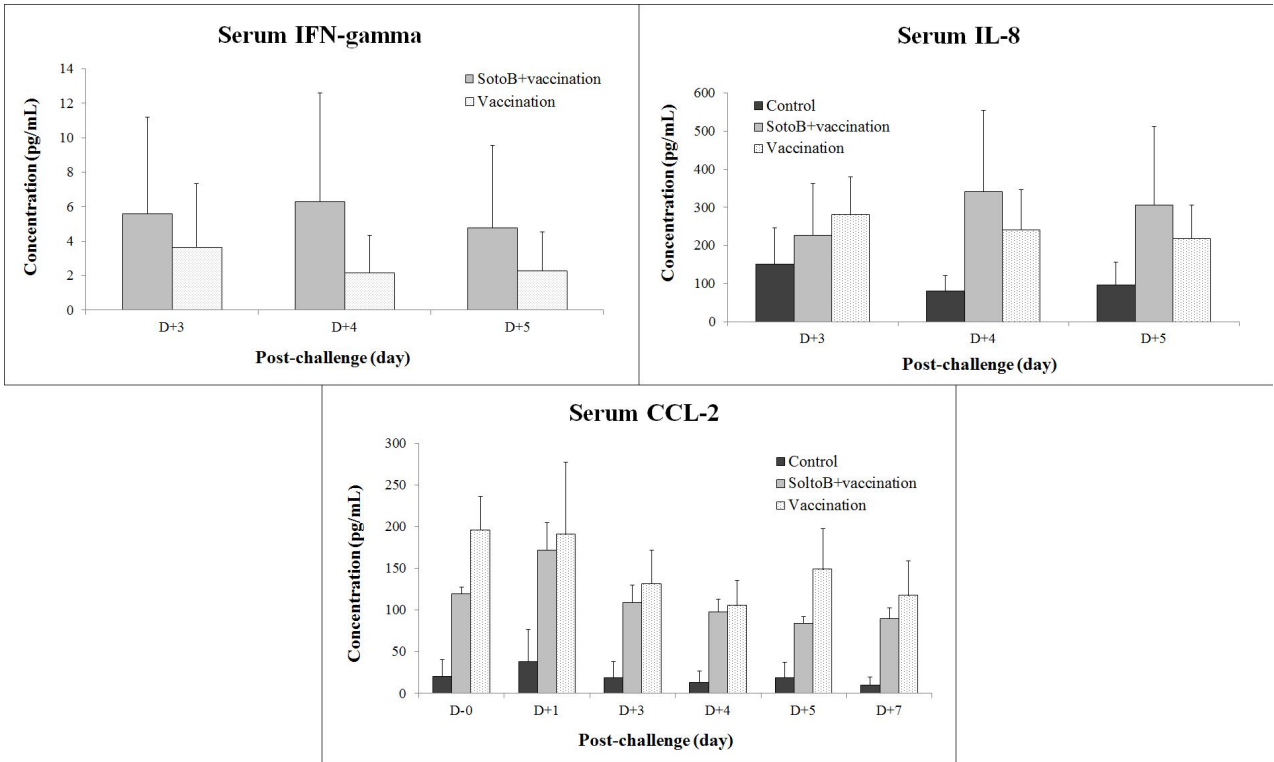 Serum IFN-gamma
Concentration (pg/mL)
14
12
10
8
6
4
2
0
SotoB+vaccination
Vaccination
D+3 D+4 D+5
Post-challenge (day)
Serum IL-8
Concentration (pg/mL)
600
500
400
300
200
100
0
Control
SotoB+vaccination
Vaccination
D+3 D+4 D+5
Post-challenge (day)
Serum CCL-2
Concentration (pg/mL)
300
250
200
150
100
50
0
Control
SoltoB+vaccination
Vaccination
D-0 D+1 D+3 D+4 D+5 D+7
Post-challenge (day)